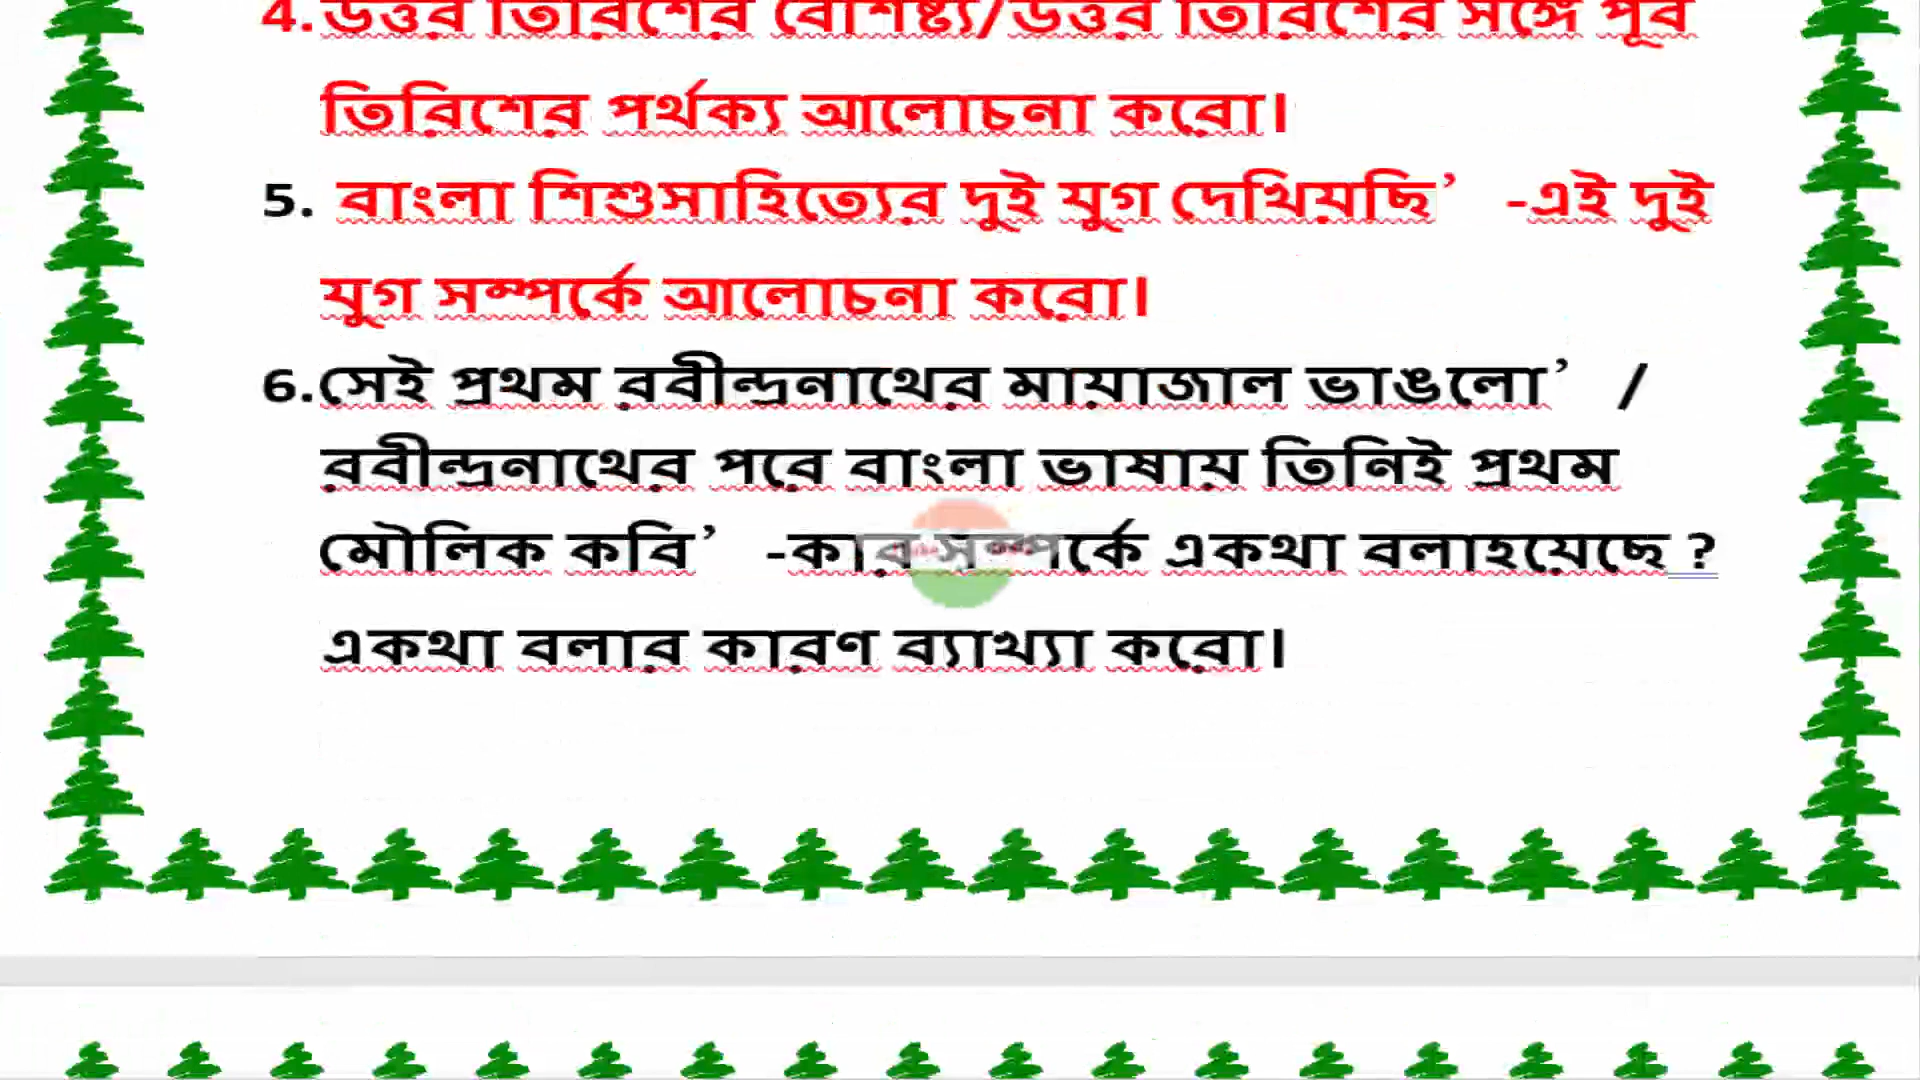 4.উত্তর তিরিশের বৈশিষ্ট্য/উত্তর তিরিশের সঙ্গে পূর্ব
তিরিশের পর্থক্য আলোচনা করো।
5. বাংলা শিশুসাহিত্যের দুই যুগ দেখিয়ছি’ -এই দুই
যুগ সম্পর্কে আলোচনা করো।
6.সেই প্রথম রবীন্দ্রনাথের মায়াজাল ভাঙলো’ /
রবীন্দ্রনাথের পরে বাংলা ভাষায় তিনিই প্রথম
মৌলিক কবি’ -কার সম্পর্কে একথা বলাহয়েছে ?
একথা বলার কারণ ব্যাখ্যা করো।